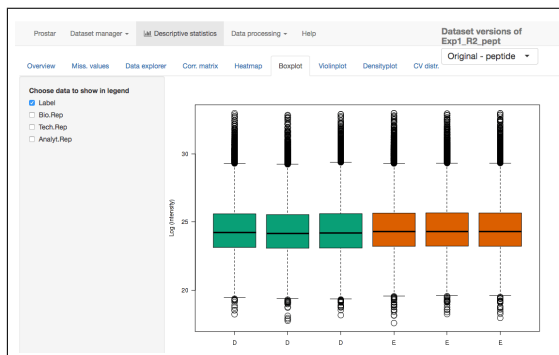 Prostar Dataset manager Descriptive statistics Data processing Help
Dataset versions of
Exp1_R2_pept
Original - peptide
Overview Miss. values Data explorer Corr. matrix Heatmap Boxplot Violinplot Densityplot CV distr.
Choose data to show in legend
Label
Bio.Rep
Tech.Rep
Analyt.Rep
Log (intensity)
30
25
20
D D D E E E